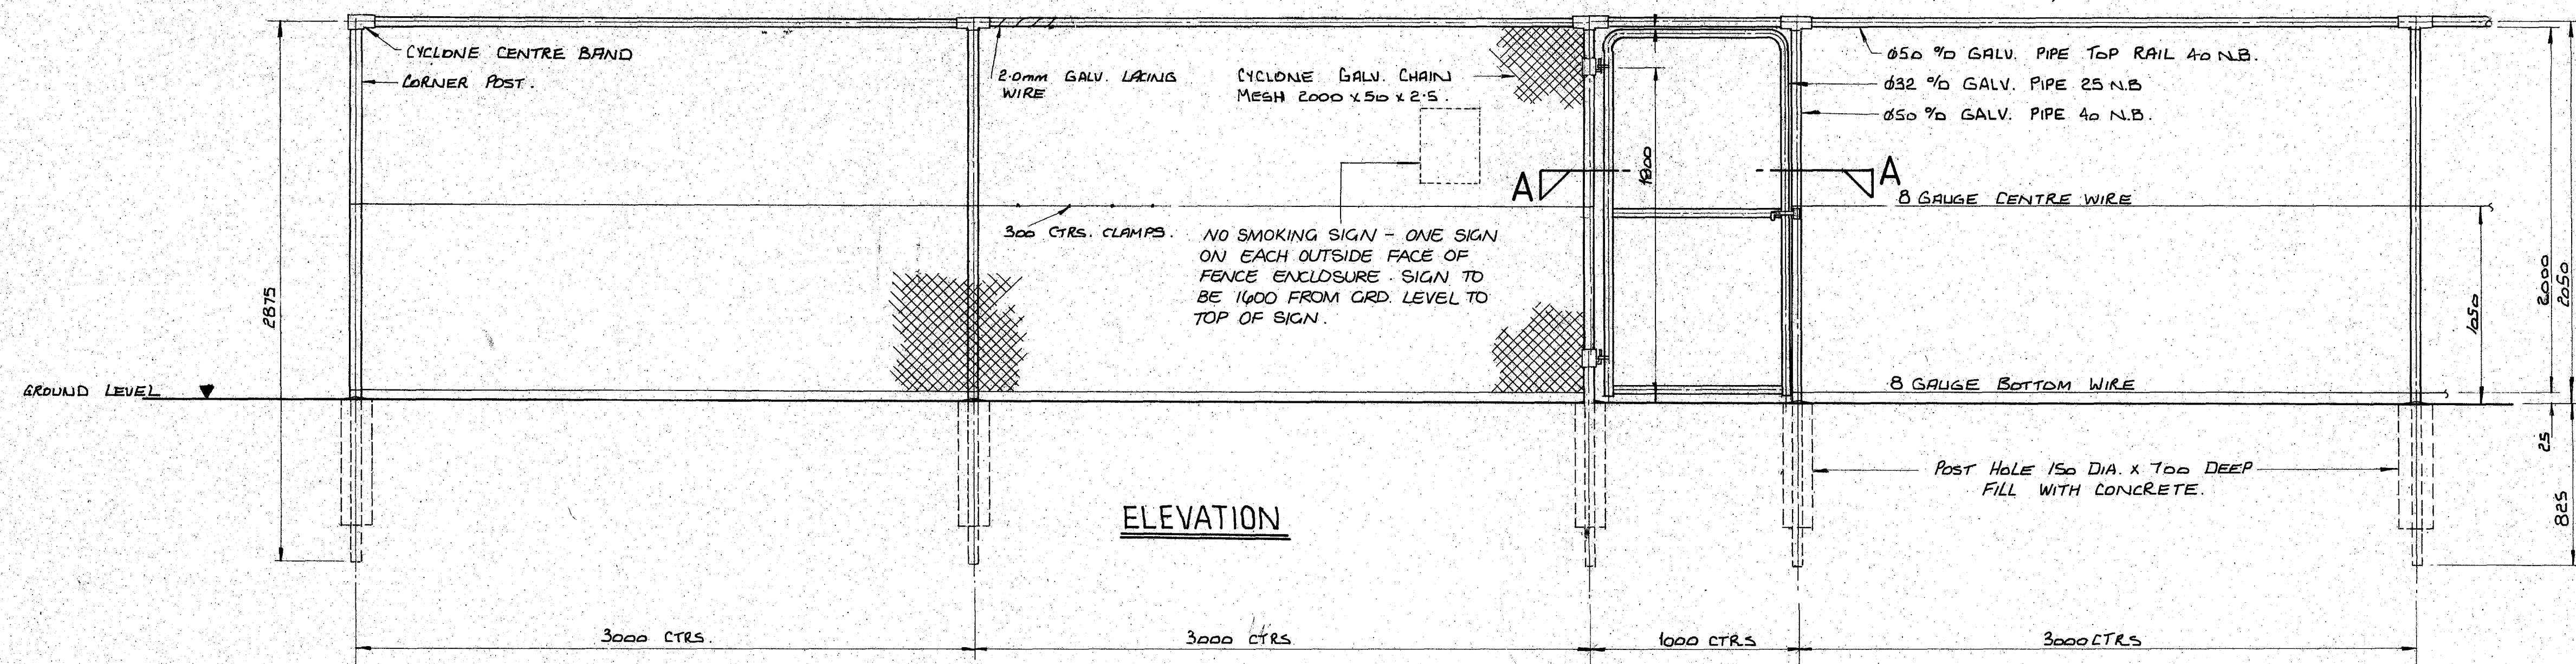 CYCLONE CENTRE BAND
CORNER POST.
2.0mm GALV. LACING
WIRE
CYCLONE GALV. CHAIN
MESH 2000 x 50 x 2.5.
Ø50 O/D GALV. PIPE TOP RAIL 40 N.B.
Ø32 O/D GALV. PIPE 25 N.B
Ø50 O/D GALV. PIPE 40 N.B.
1800
A
A
8 GAUGE CENTRE WIRE
300 CTRS. CLAMPS.
NO SMOKING SIGN - ONE SIGN
ON EACH OUTSIDE FACE OF
FENCE ENCLOSURE. SIGN TO
BE 1600 FROM GRD. LEVEL TO
TOP OF SIGN.
2875
1050
2000
2050
GROUND LEVEL
8 GAUGE BOTTOM WIRE
25
825
POST HOLE 150 DIA. x 700 DEEP
FILL WITH CONCRETE.
ELEVATION
3000 CTRS.
3000 CTRS
1000 CTRS
3000 CTRS